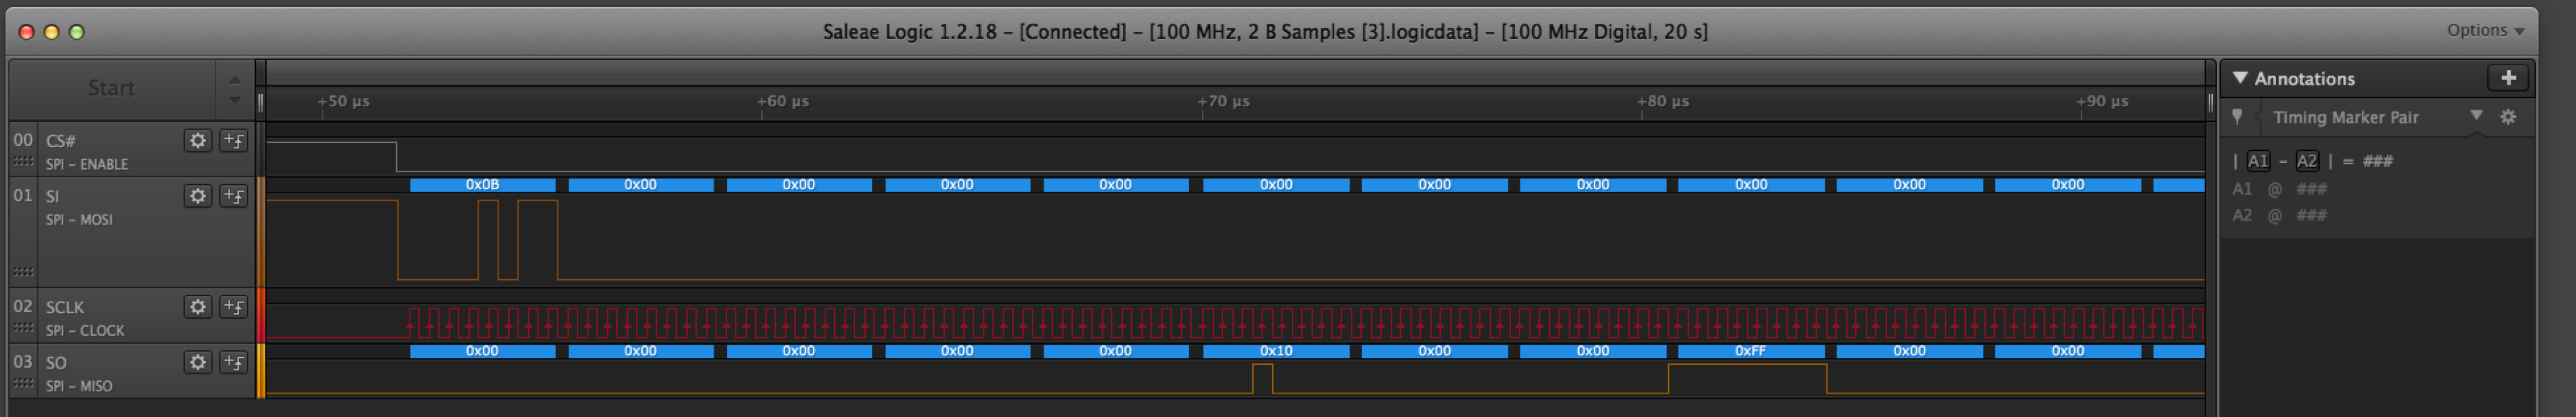 Saleae Logic 1.2.18 – [Connected] – [100 MHz, 2 B Samples [3].logicdata] – [100 MHz Digital, 20 s]
Options
Start
+50 µs +60 µs +70 µs +80 µs +90 µs
Annotations
Timing Marker Pair
| A1 – A2 | = ###
A1 @ ###
A2 @ ###
00 CS#
SPI – ENABLE
0x0B 0x00 0x00 0x00 0x00 0x00 0x00 0x00 0x00 0x00 0x00
01 SI
SPI – MOSI
02 SCLK
SPI – CLOCK
0x00 0x00 0x00 0x00 0x00 0x10 0x00 0x00 0xFF 0x00 0x00
03 SO
SPI – MISO